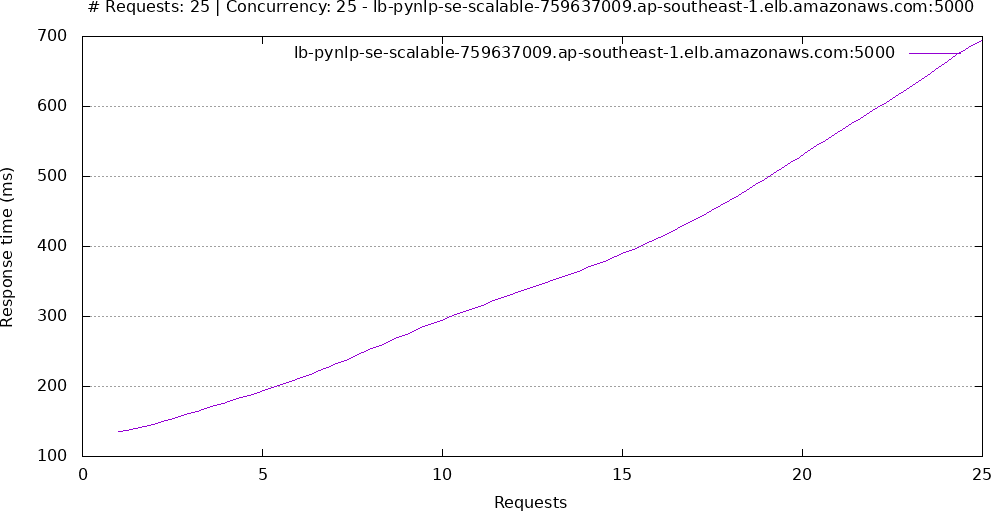 # Requests: 25 | Concurrency: 25 - lb-pynlp-se-scalable-759637009.ap-southeast-1.elb.amazonaws.com:5000
lb-pynlp-se-scalable-759637009.ap-southeast-1.elb.amazonaws.com:5000
700
600
500
400
300
200
100
Response time (ms)
0 5 10 15 20 25
Requests